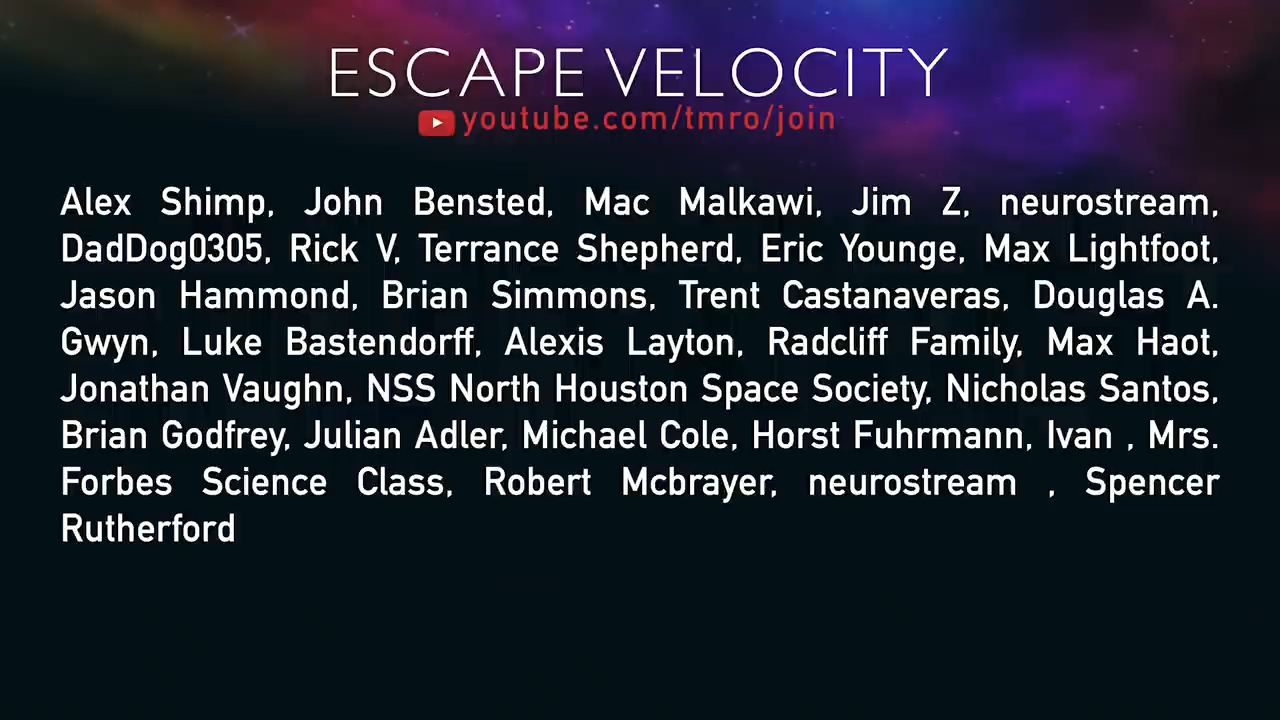 ESCAPE VELOCITY
youtube.com/tmro/join
Alex Shimp, John Bensted, Mac Malkawi, Jim Z, neurostream,
DadDog0305, Rick V, Terrance Shepherd, Eric Younge, Max Lightfoot,
Jason Hammond, Brian Simmons, Trent Castanaveras, Douglas A.
Gwyn, Luke Bastendorff, Alexis Layton, Radcliff Family, Max Haot,
Jonathan Vaughn, NSS North Houston Space Society, Nicholas Santos,
Brian Godfrey, Julian Adler, Michael Cole, Horst Fuhrmann, Ivan , Mrs.
Forbes Science Class, Robert Mcbrayer, neurostream , Spencer
Rutherford